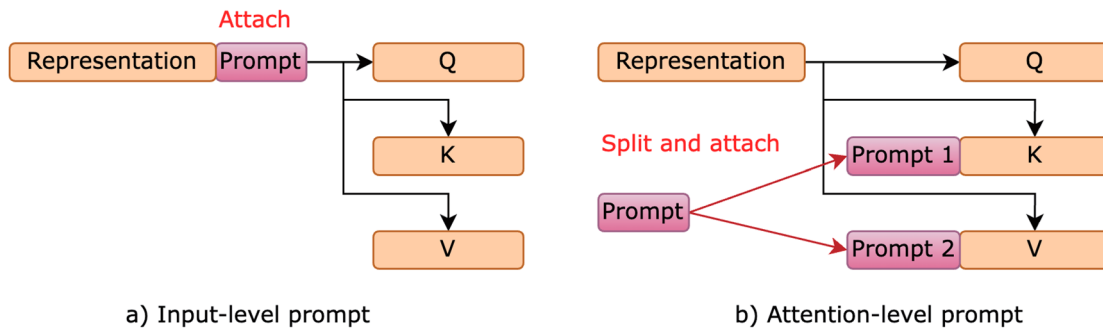 Attach
Representation Prompt Q
K
V
a) Input-level prompt
Representation Q
Split and attach
Prompt 1 K
Prompt
Prompt 2 V
b) Attention-level prompt